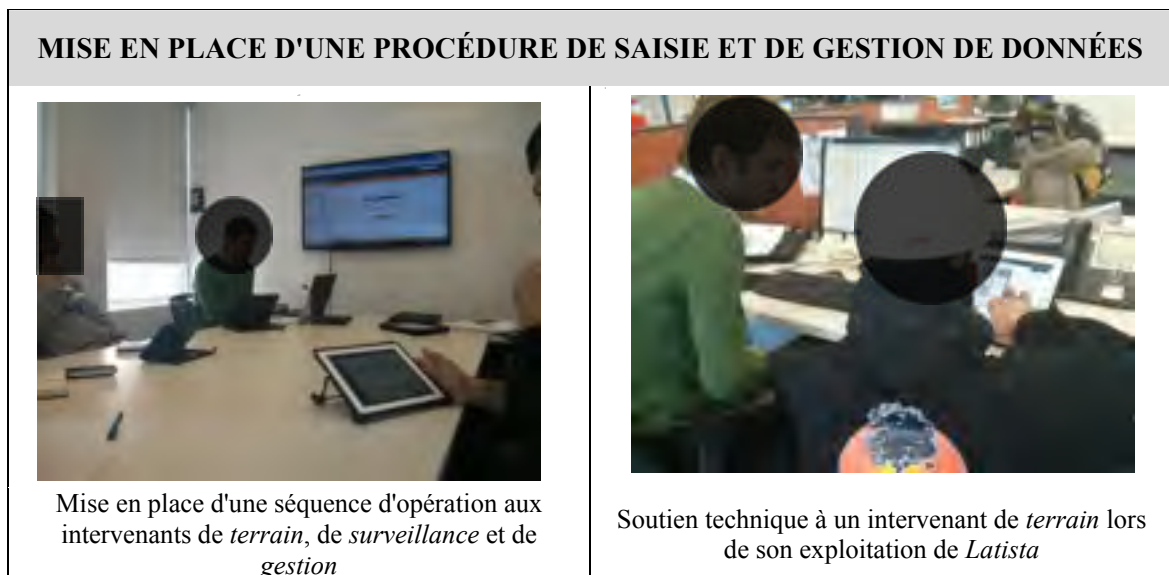 MISE EN PLACE D'UNE PROCÉDURE DE SAISIE ET DE GESTION DE DONNÉES
Mise en place d'une séquence d'opération aux
intervenants de terrain, de surveillance et de
gestion
Soutien technique à un intervenant de terrain lors
de son exploitation de Latista